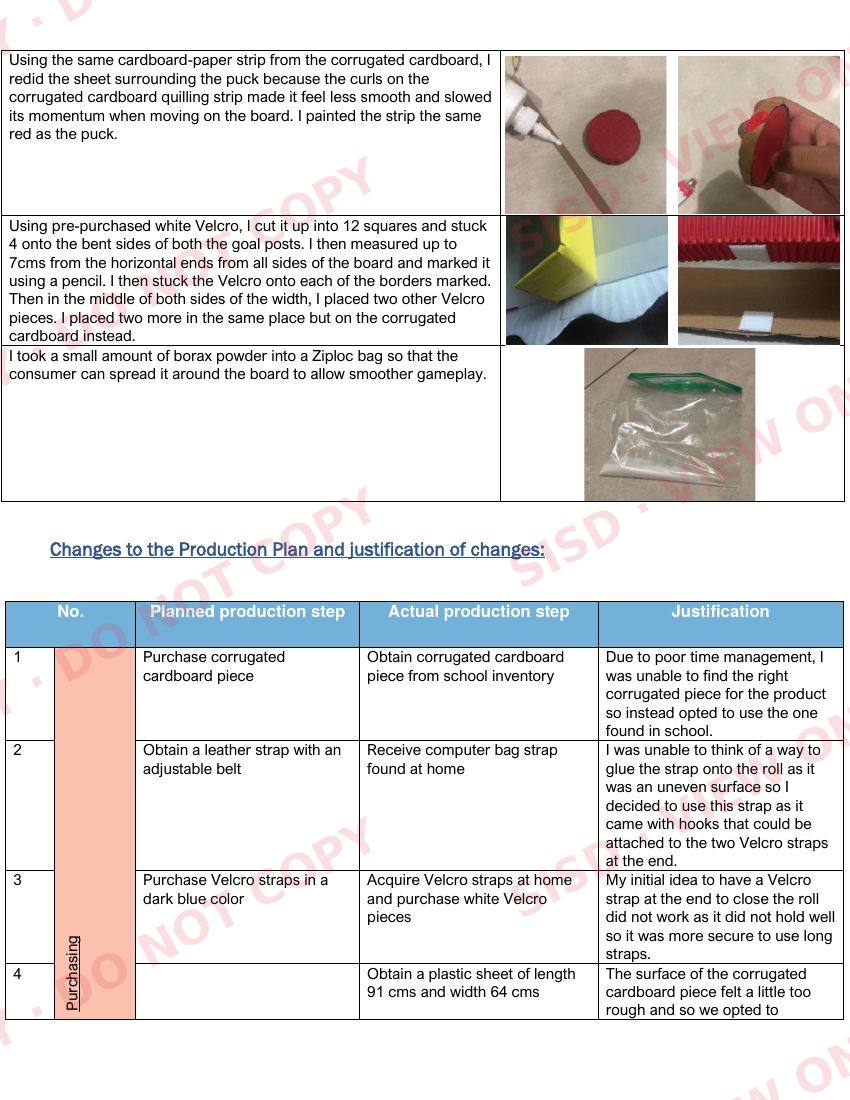 Using the same cardboard-paper strip from the corrugated cardboard, I
redid the sheet surrounding the puck because the curls on the
corrugated cardboard quilling strip made it feel less smooth and slowed
its momentum when moving on the board. I painted the strip the same
red as the puck.
Using pre-purchased white Velcro, I cut it up into 12 squares and stuck
4 onto the bent sides of both the goal posts. I then measured up to
7cms from the horizontal ends from all sides of the board and marked it
using a pencil. I then stuck the Velcro onto each of the borders marked.
Then in the middle of both sides of the width, I placed two other Velcro
pieces. I placed two more in the same place but on the corrugated
cardboard instead.
I took a small amount of borax powder into a Ziploc bag so that the
consumer can spread it around the board to allow smoother gameplay.
Changes to the Production Plan and justification of changes:
No.
Planned production step
Actual production step
Justification
1
Purchasing
Purchase corrugated
cardboard piece
Obtain corrugated cardboard
piece from school inventory
Due to poor time management, I
was unable to find the right
corrugated piece for the product
so instead opted to use the one
found in school.
2
Obtain a leather strap with an
adjustable belt
Receive computer bag strap
found at home
I was unable to think of a way to
glue the strap onto the roll as it
was an uneven surface so I
decided to use this strap as it
came with hooks that could be
attached to the two Velcro straps
at the end.
3
Purchase Velcro straps in a
dark blue color
Acquire Velcro straps at home
and purchase white Velcro
pieces
My initial idea to have a Velcro
strap at the end to close the roll
did not work as it did not hold well
so it was more secure to use long
straps.
4
Obtain a plastic sheet of length
91 cms and width 64 cms
The surface of the corrugated
cardboard piece felt a little too
rough and so we opted to
SISD · VIEW ON
Y · DO NOT COPY
SISD · VIEW ON
Y · DO NOT COPY
SISD · VIEW ON
Y · DO NOT COPY
W ON